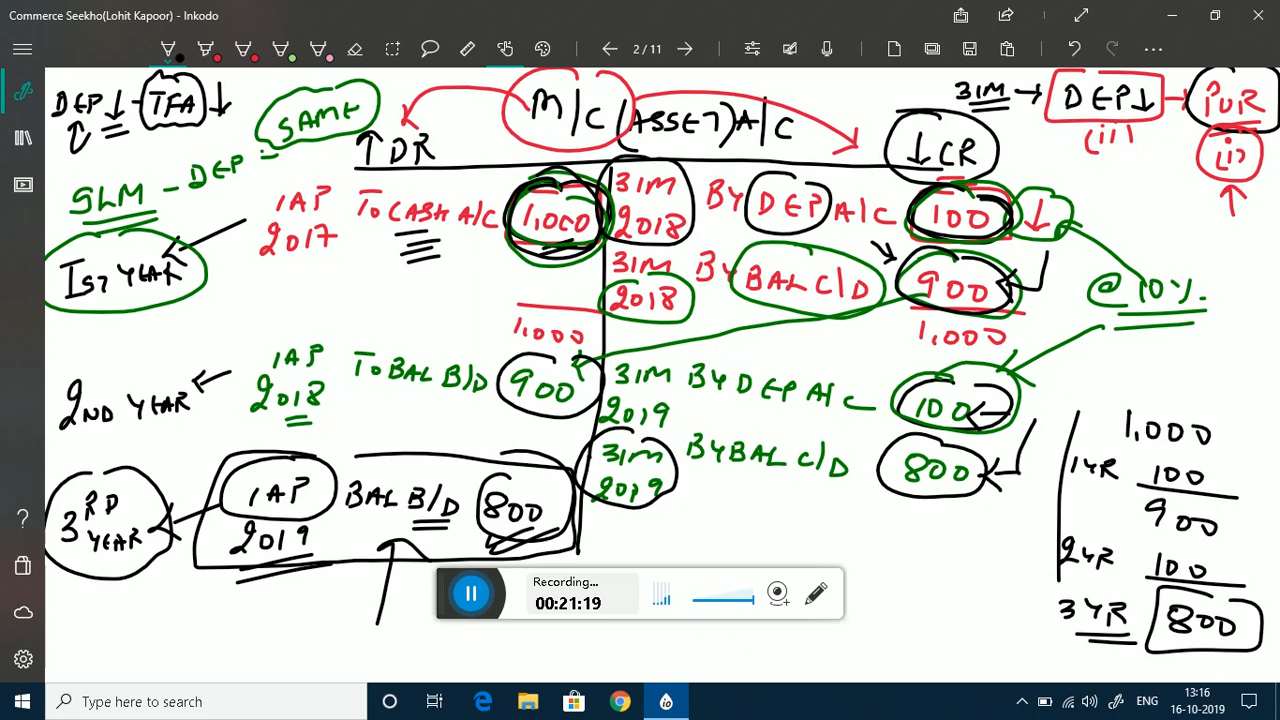 Commerce Seekho(Lohit Kapoor) - Inkodo
2/11
DEP ↓ - TFA ↓
SAME
M/C (ASSET) A/C
31M → DEP↓ → PUR
(ii) (i)
↑ DR
↓ CR
SLM - DEP =
1AP 2017 TO CASH A/C 1,000
31M 2018 BY DEP A/C 100 ↓
IST YEAR
31M 2018 BY BAL C/D 900
@ 10%.
1,000
1,000
2ND YEAR
1AP 2018 TO BAL B/D 900
31M 2019 BY DEP A/C 100
31M 2019 BY BAL C/D 800
3RD YEAR
1AP 2019 BAL B/D 800
1,000
1YR 100
900
2YR 100
3YR 800
Recording...
00:21:19
Type here to search
ENG
13:16
16-10-2019